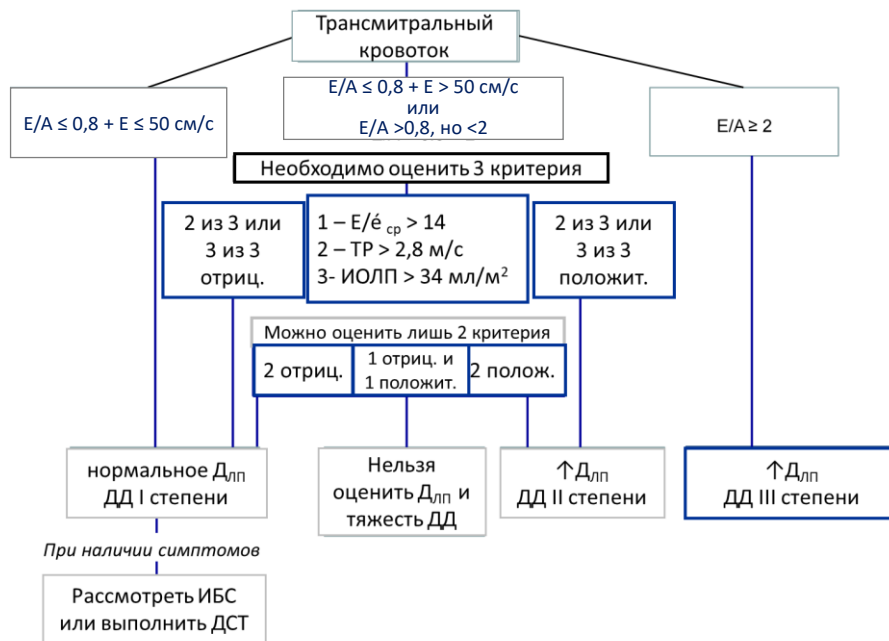 Трансмитральный
кровоток
E/A ≤ 0,8 + E ≤ 50 см/с
E/A ≤ 0,8 + E > 50 см/с
или
E/A >0,8, но <2
E/A ≥ 2
Необходимо оценить 3 критерия
2 из 3 или
3 из 3
отриц.
1 – E/é ср > 14
2 – ТР > 2,8 м/с
3- ИОЛП > 34 мл/м²
2 из 3 или
3 из 3
положит.
Можно оценить лишь 2 критерия
2 отриц.
1 отриц. и
1 положит.
2 полож.
нормальное ДЛП
ДД I степени
Нельзя
оценить ДЛП и
тяжесть ДД
↑ДЛП
ДД II степени
↑ДЛП
ДД III степени
При наличии симптомов
Рассмотреть ИБС
или выполнить ДСТ